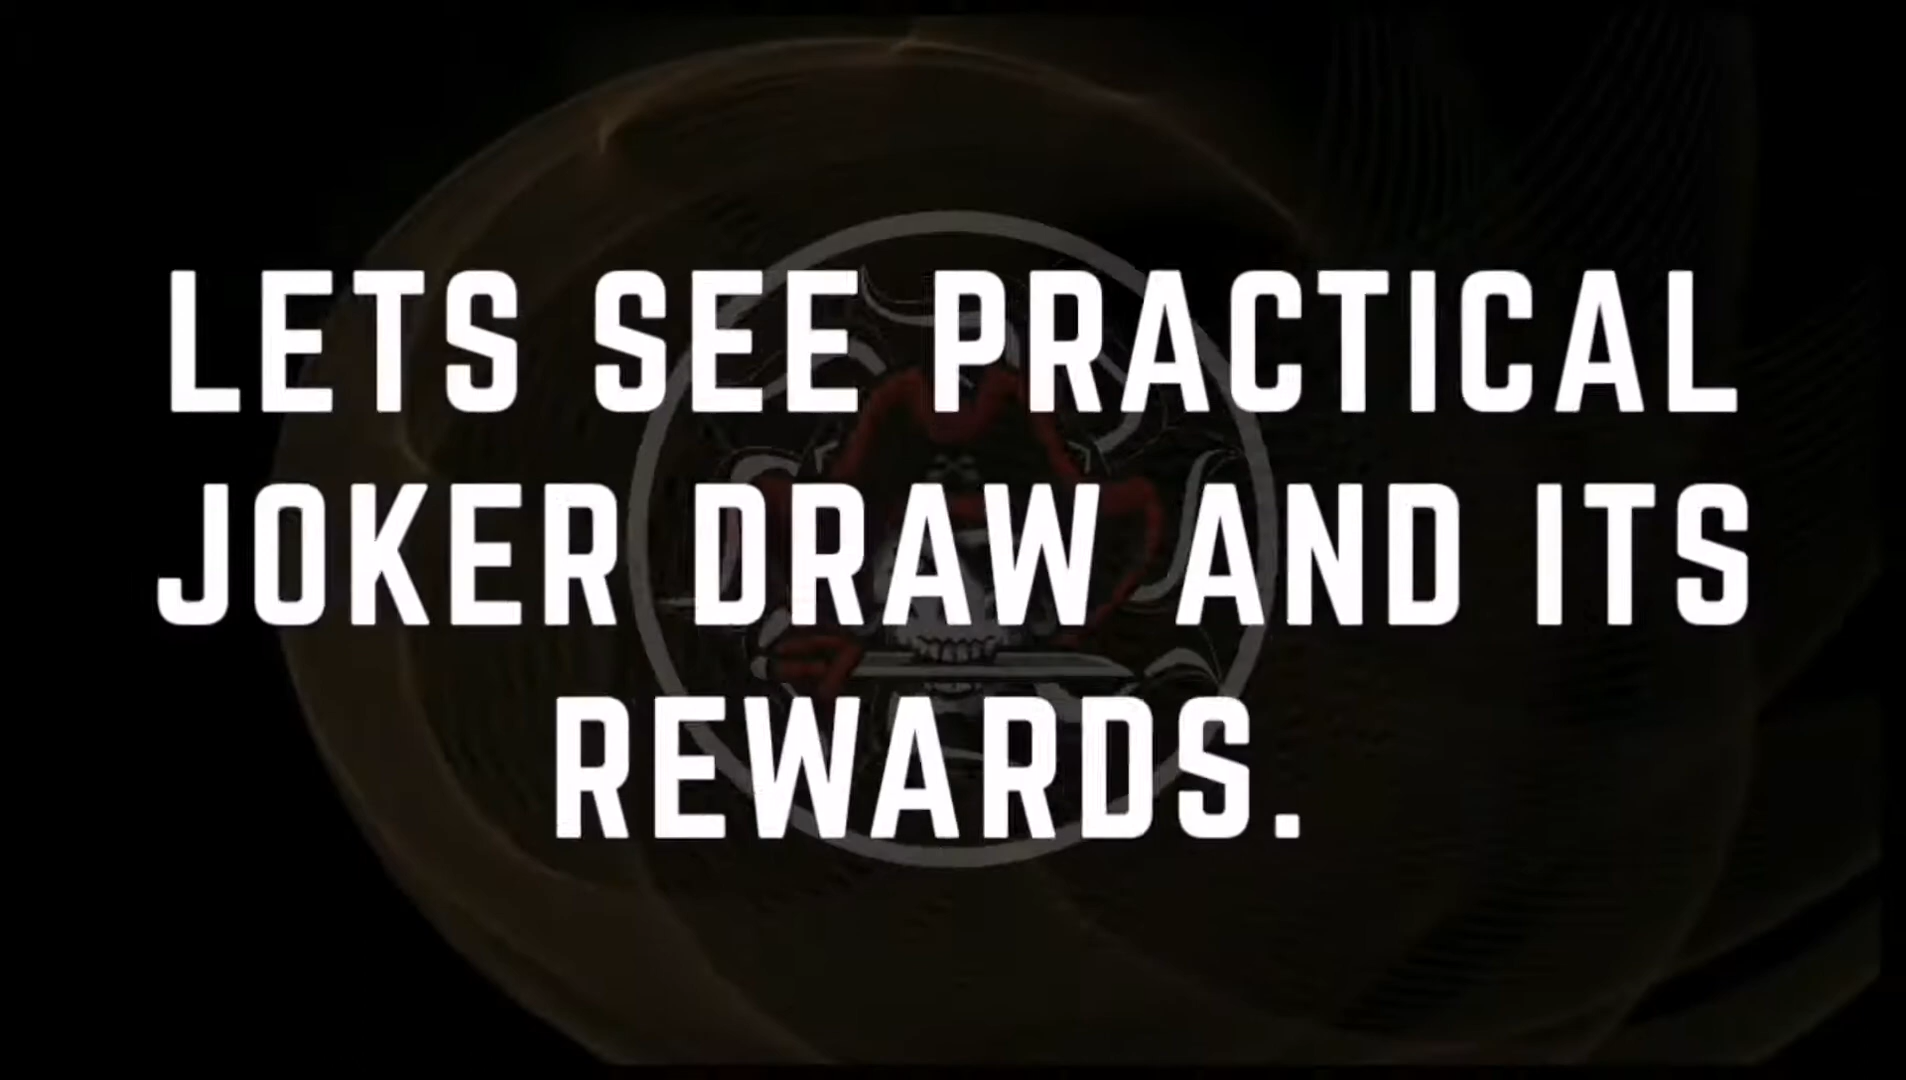 LETS SEE PRACTICAL
JOKER DRAW AND ITS
REWARDS.